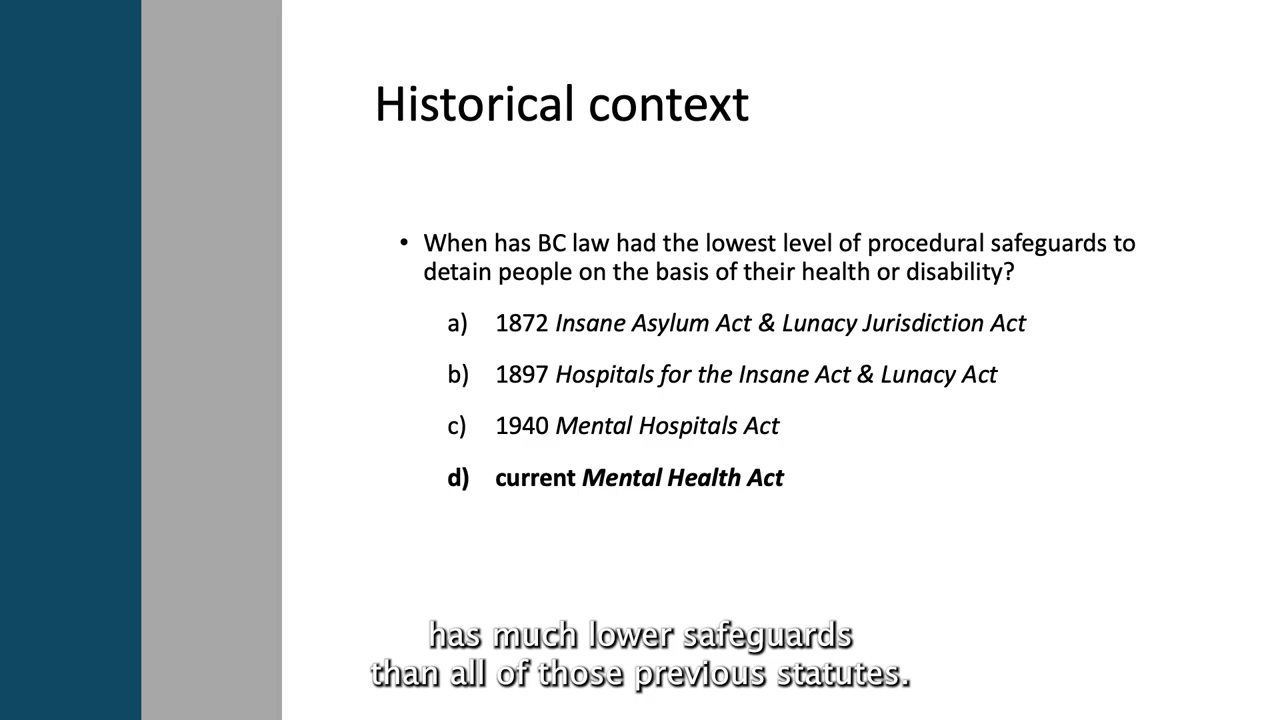 Historical context
• When has BC law had the lowest level of procedural safeguards to
detain people on the basis of their health or disability?
a) 1872 Insane Asylum Act & Lunacy Jurisdiction Act
b) 1897 Hospitals for the Insane Act & Lunacy Act
c) 1940 Mental Hospitals Act
d) current Mental Health Act
has much lower safeguards
than all of those previous statutes.